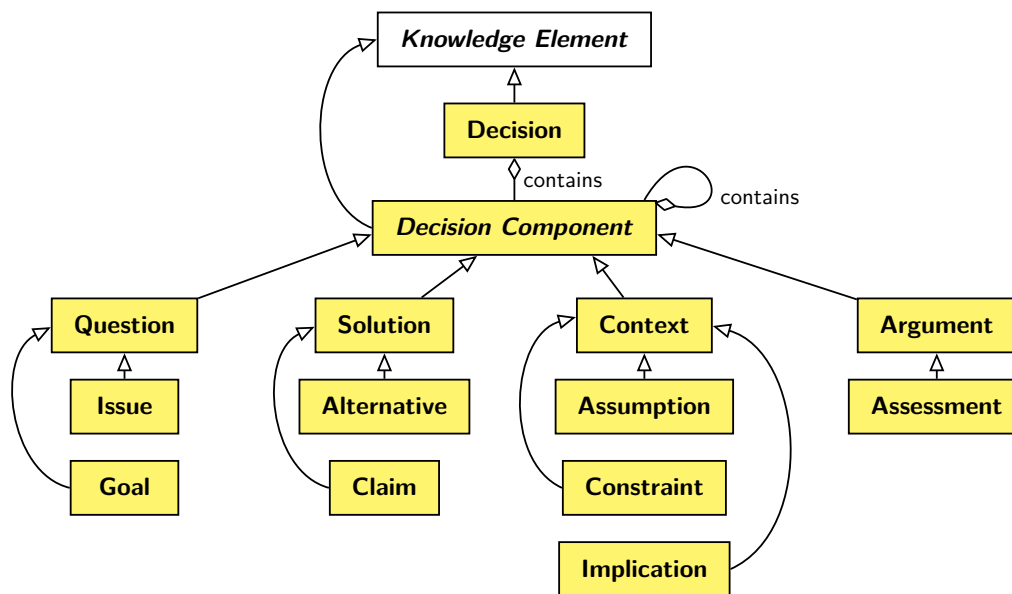 Knowledge Element
Decision
contains
contains
Decision Component
Question
Solution
Context
Argument
Issue
Alternative
Assumption
Assessment
Goal
Claim
Constraint
Implication